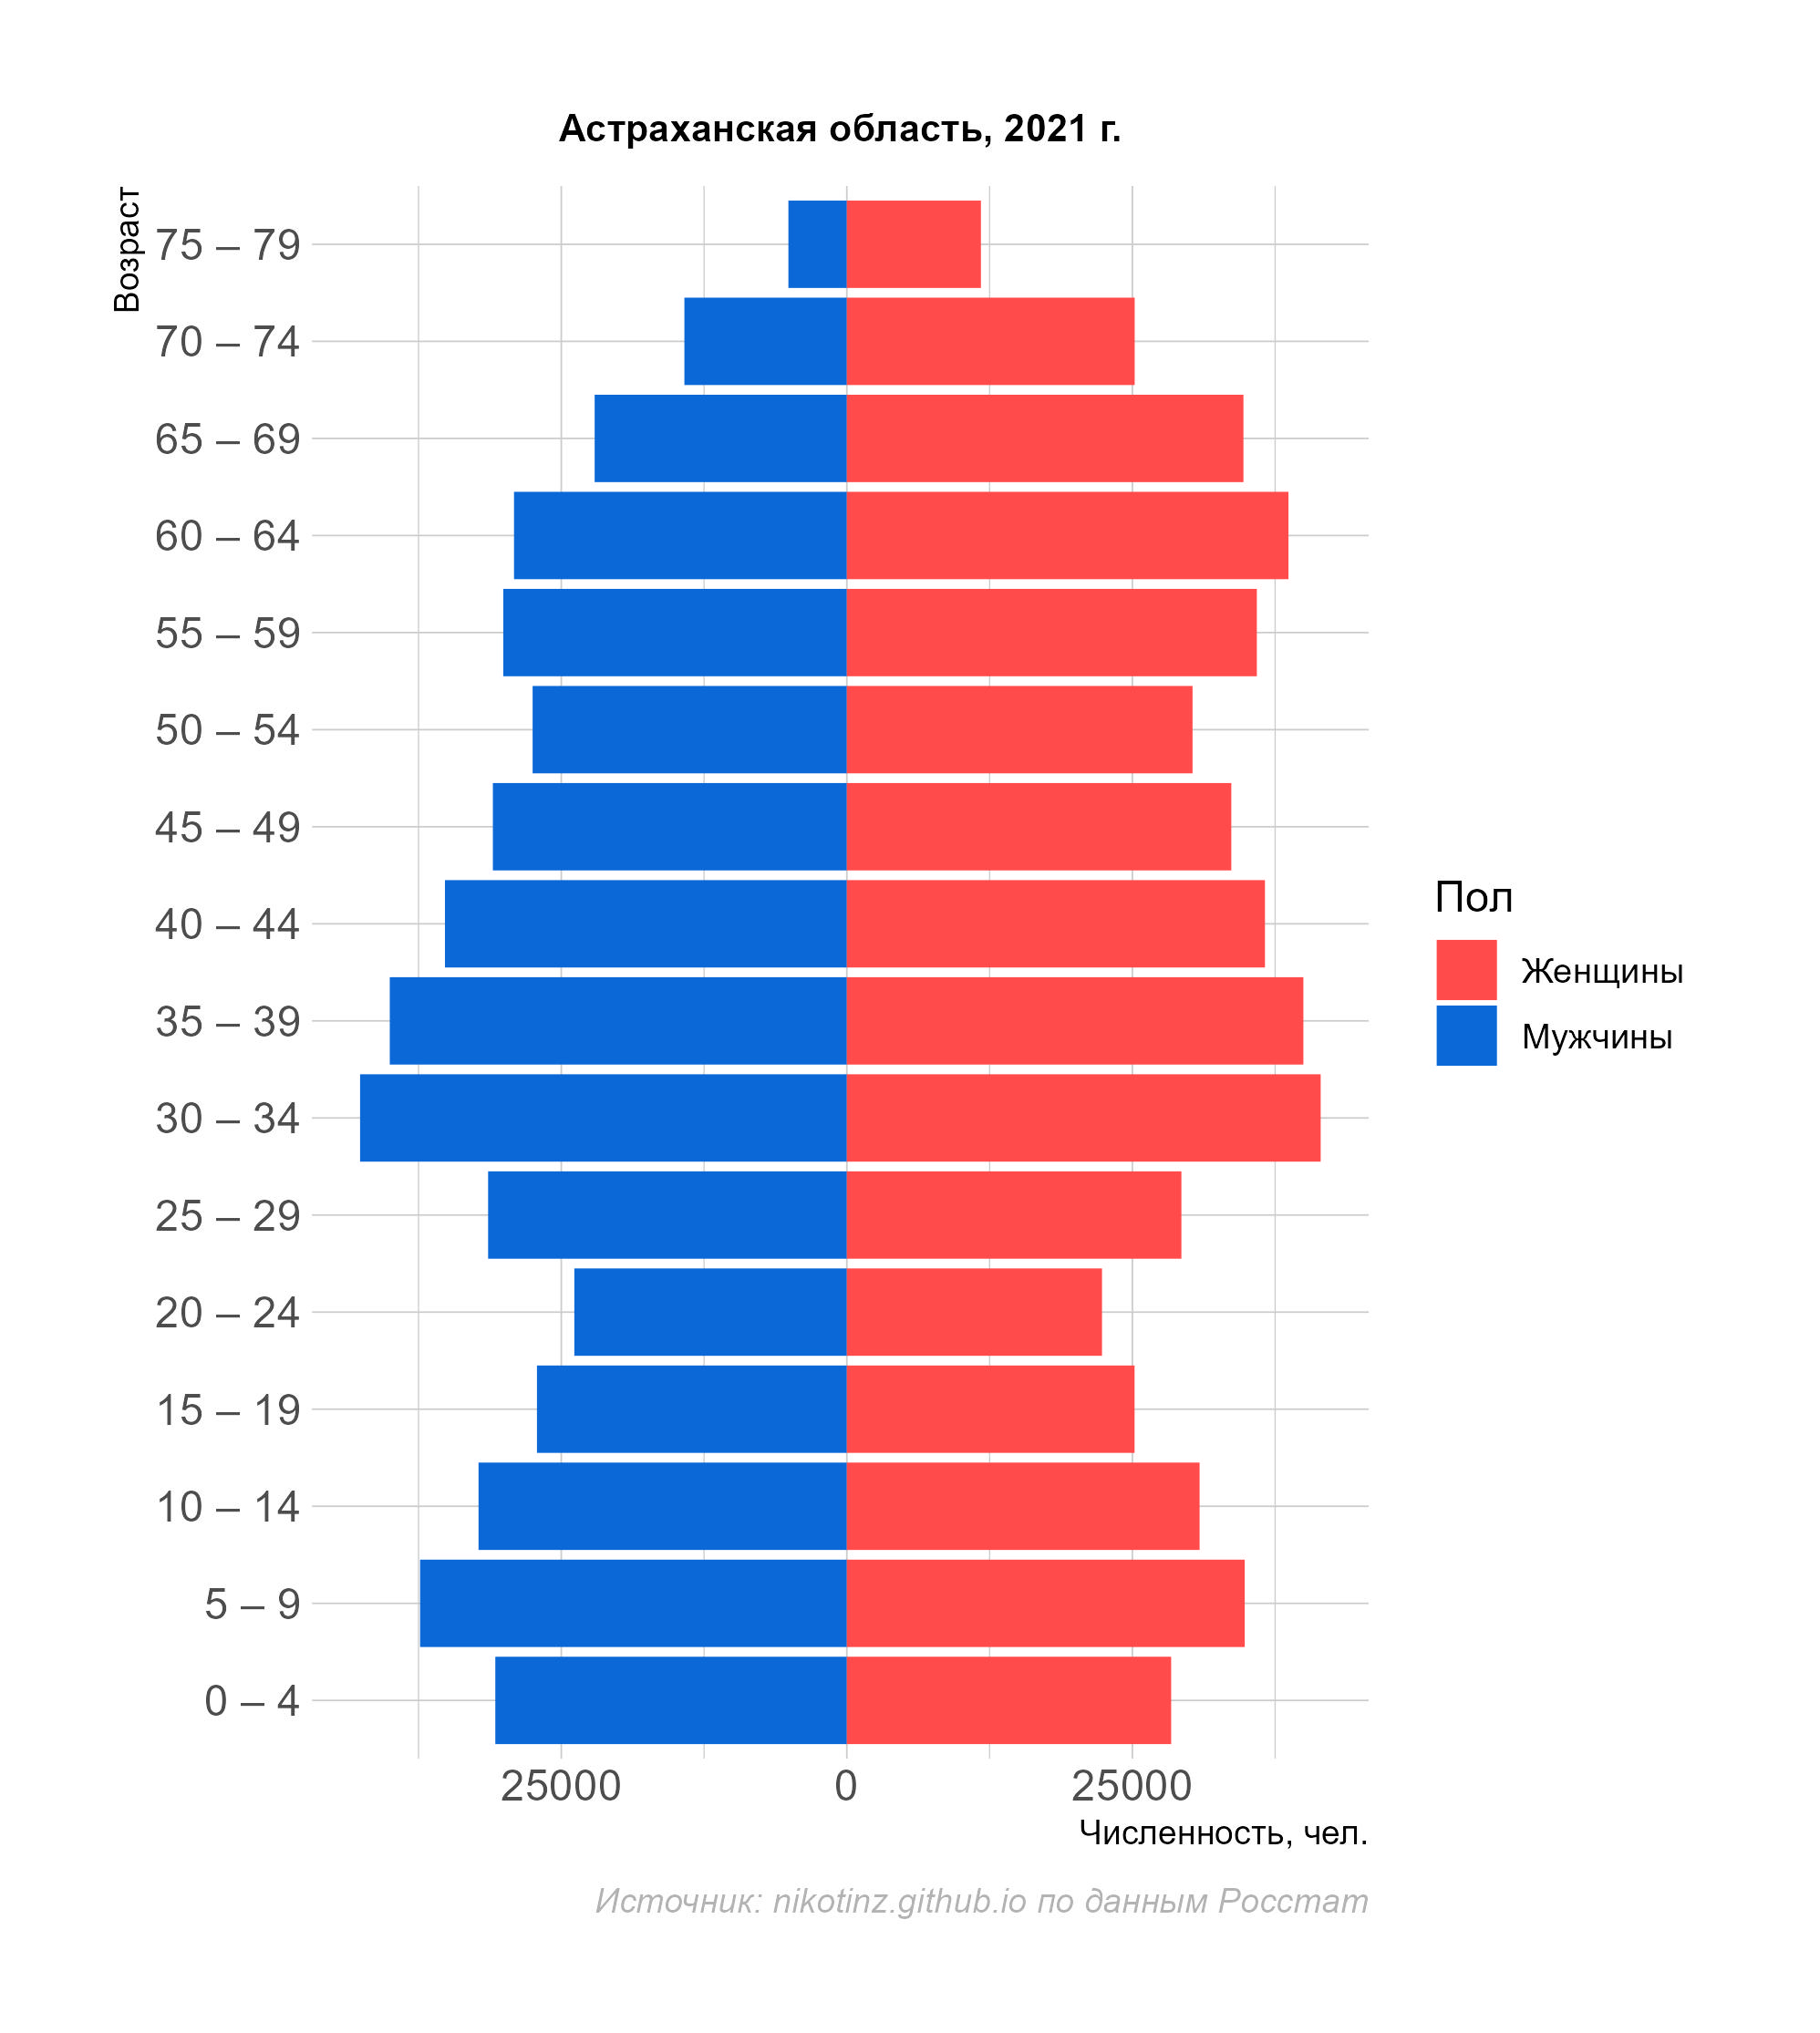 Астраханская область, 2021 г.
Возраст
75 – 79
70 – 74
65 – 69
60 – 64
55 – 59
50 – 54
45 – 49
40 – 44
35 – 39
30 – 34
25 – 29
20 – 24
15 – 19
10 – 14
5 – 9
0 – 4
25000 0 25000
Численность, чел.
Пол
Женщины
Мужчины
Источник: nikotinz.github.io по данным Росстат